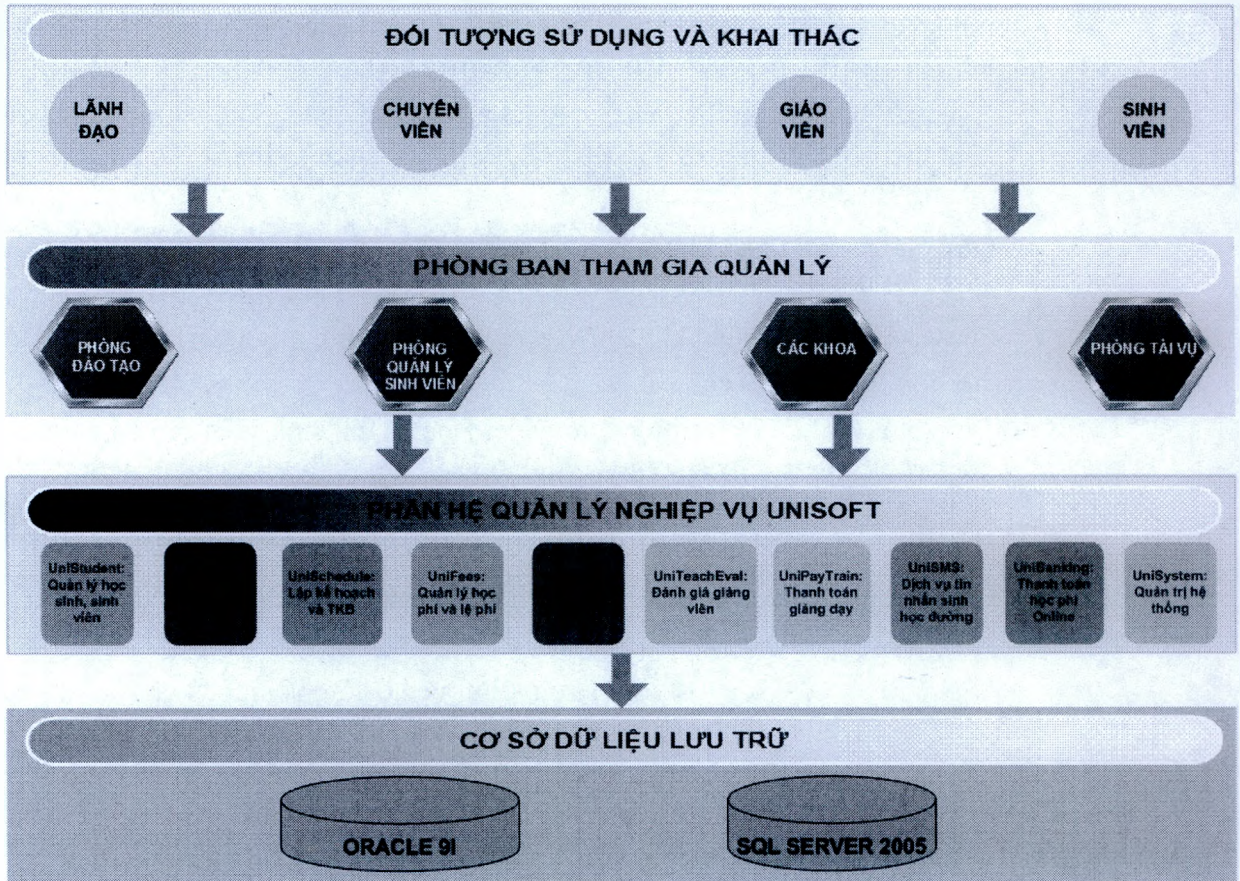 ĐỐI TƯỢNG SỬ DỤNG VÀ KHAI THÁC
LÃNH
ĐẠO
CHUYÊN
VIÊN
GIÁO
VIÊN
SINH
VIÊN
PHÒNG BAN THAM GIA QUẢN LÝ
PHÒNG
ĐÀO TẠO
PHÒNG
QUẢN LÝ
SINH VIÊN
CÁC KHOA
PHÒNG TÀI VỤ
PHÂN HỆ QUẢN LÝ NGHIỆP VỤ UNISOFT
UniStudent:
Quản lý học
sinh, sinh
viên
UniSchedule:
Lập kế hoạch
và TKB
UniFees:
Quản lý học
phí và lệ phí
UniTeachEval:
Đánh giá giảng
viên
UniPayTrain:
Thanh toán
giảng dạy
UniSMS:
Dịch vụ tin
nhắn sinh
học đường
UniBanking:
Thanh toán
học phí
Online
UniSystem:
Quản trị hệ
thống
CƠ SỞ DỮ LIỆU LƯU TRỮ
ORACLE 9I
SQL SERVER 2005